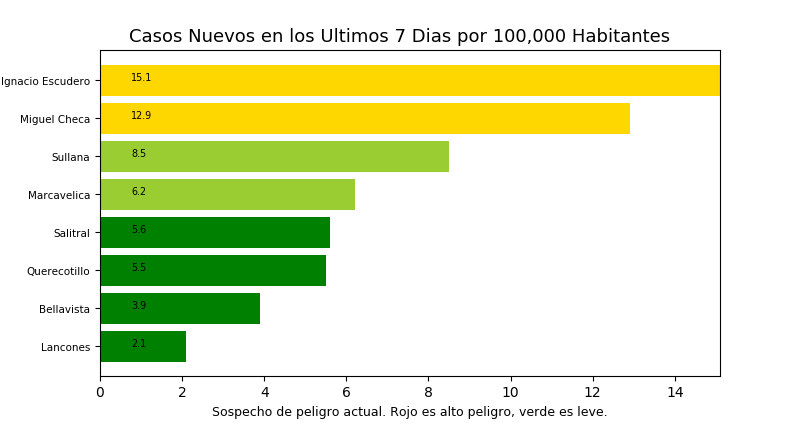 Casos Nuevos en los Ultimos 7 Dias por 100,000 Habitantes
Ignacio Escudero 15.1
Miguel Checa 12.9
Sullana 8.5
Marcavelica 6.2
Salitral 5.6
Querecotillo 5.5
Bellavista 3.9
Lancones 2.1
0 2 4 6 8 10 12 14
Sospecho de peligro actual. Rojo es alto peligro, verde es leve.